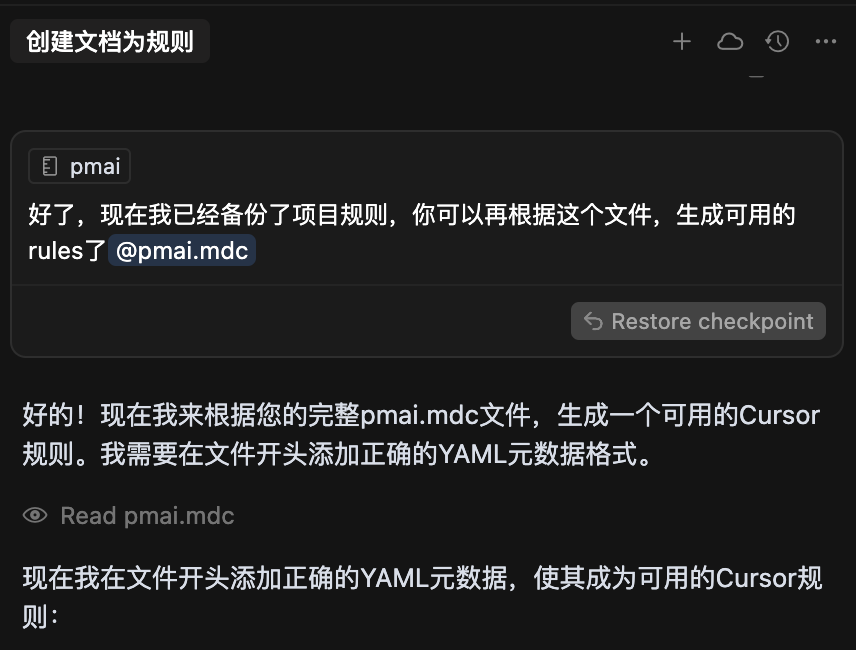 创建文档为规则
pmai
好了，现在我已经备份了项目规则，你可以再根据这个文件，生成可用的
rules了 @pmai.mdc
Restore checkpoint
好的！现在我来根据您的完整pmai.mdc文件，生成一个可用的Cursor
规则。我需要在文件开头添加正确的YAML元数据格式。
Read pmai.mdc
现在我在文件开头添加正确的YAML元数据，使其成为可用的Cursor规
则：